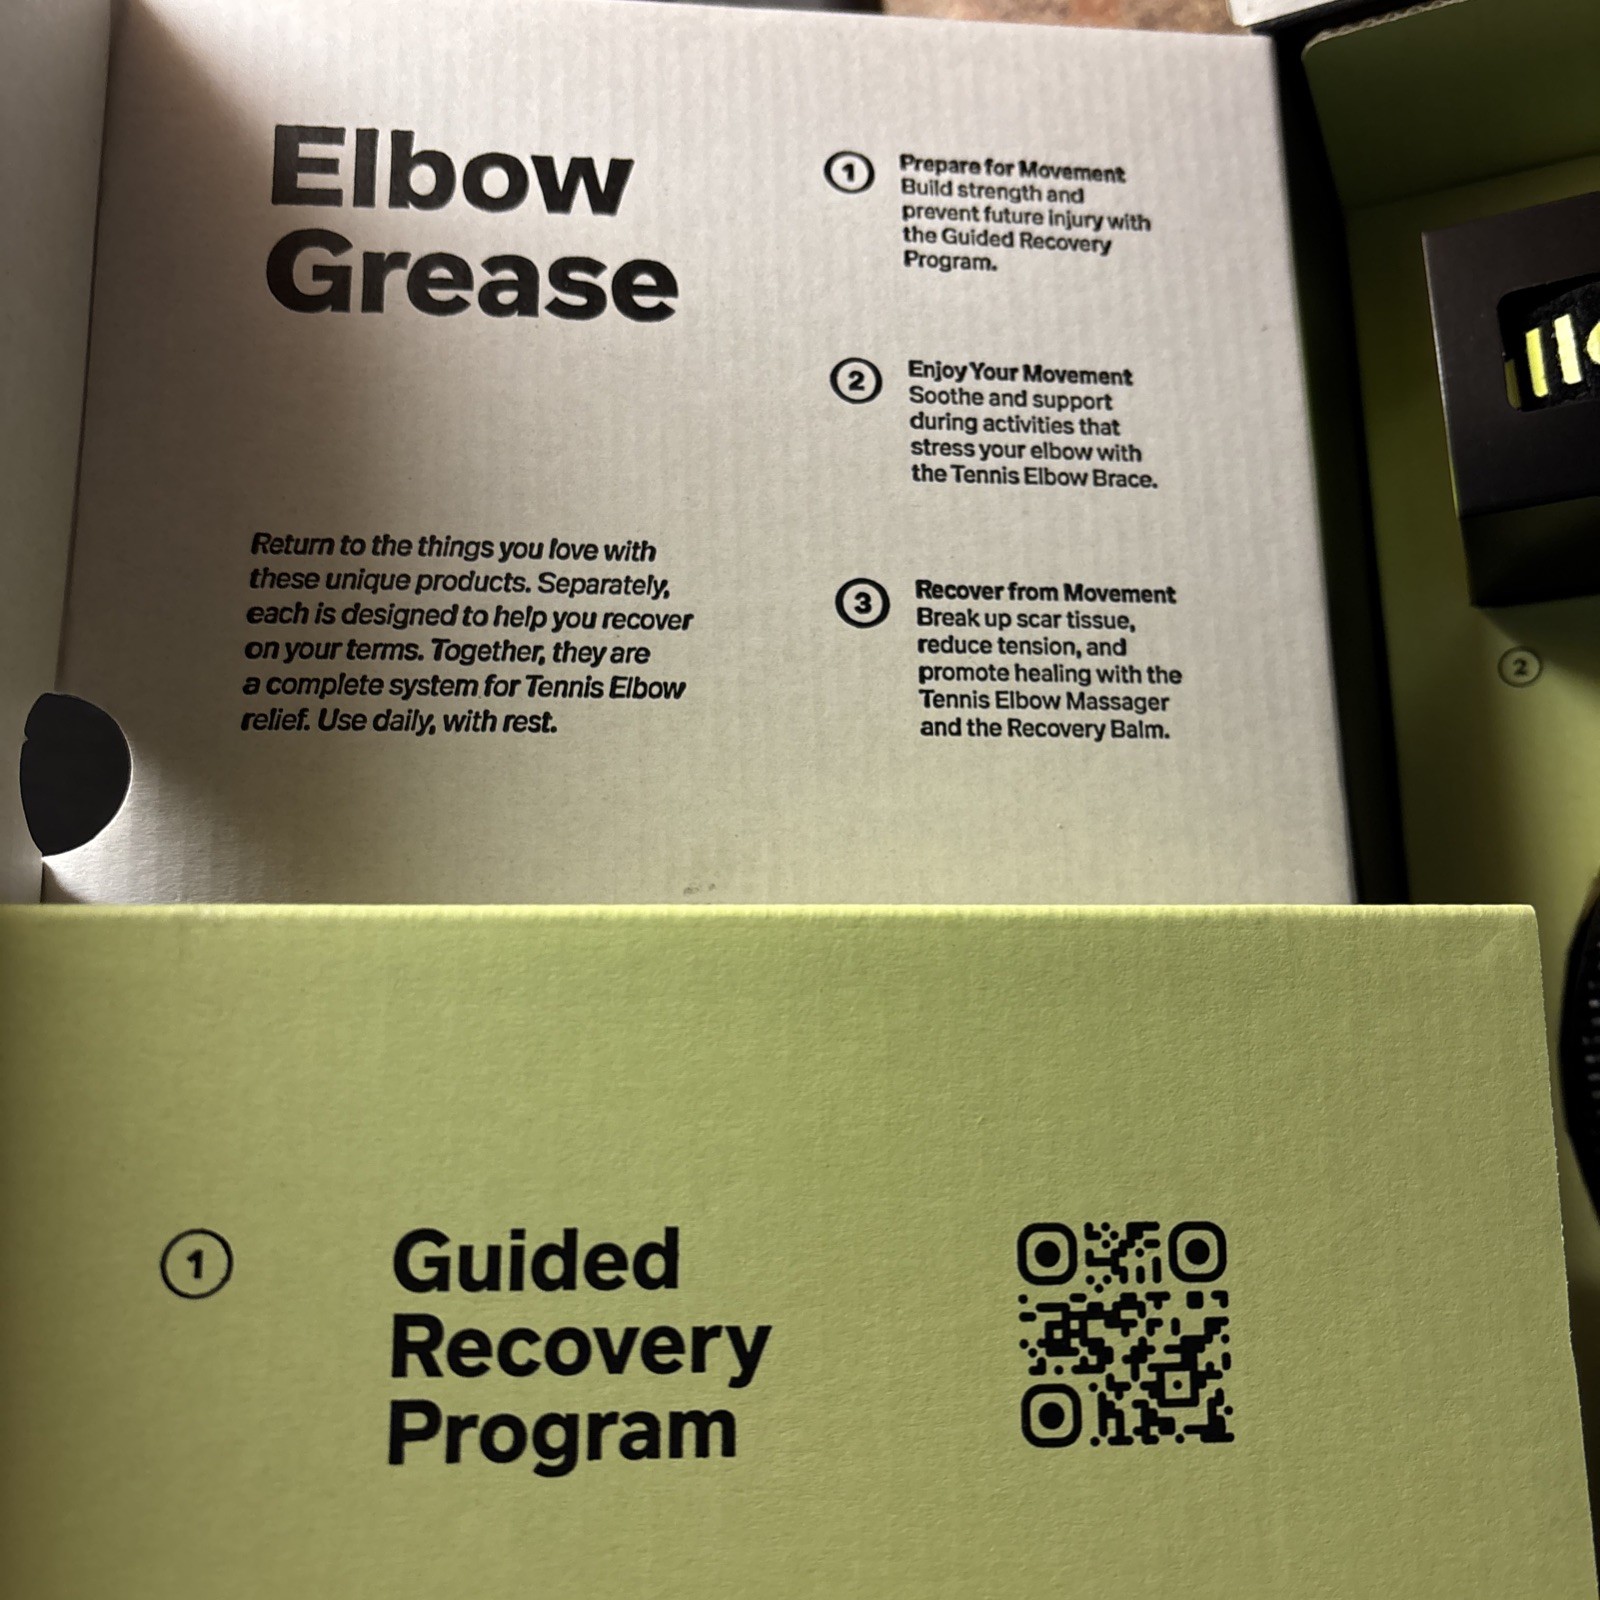 Elbow
Grease
Return to the things you love with
these unique products. Separately,
each is designed to help you recover
on your terms. Together, they are
a complete system for Tennis Elbow
relief. Use daily, with rest.
1
Prepare for Movement
Build strength and
prevent future injury with
the Guided Recovery
Program.
2
Enjoy Your Movement
Soothe and support
during activities that
stress your elbow with
the Tennis Elbow Brace.
3
Recover from Movement
Break up scar tissue,
reduce tension, and
promote healing with the
Tennis Elbow Massager
and the Recovery Balm.
2
1
Guided
Recovery
Program